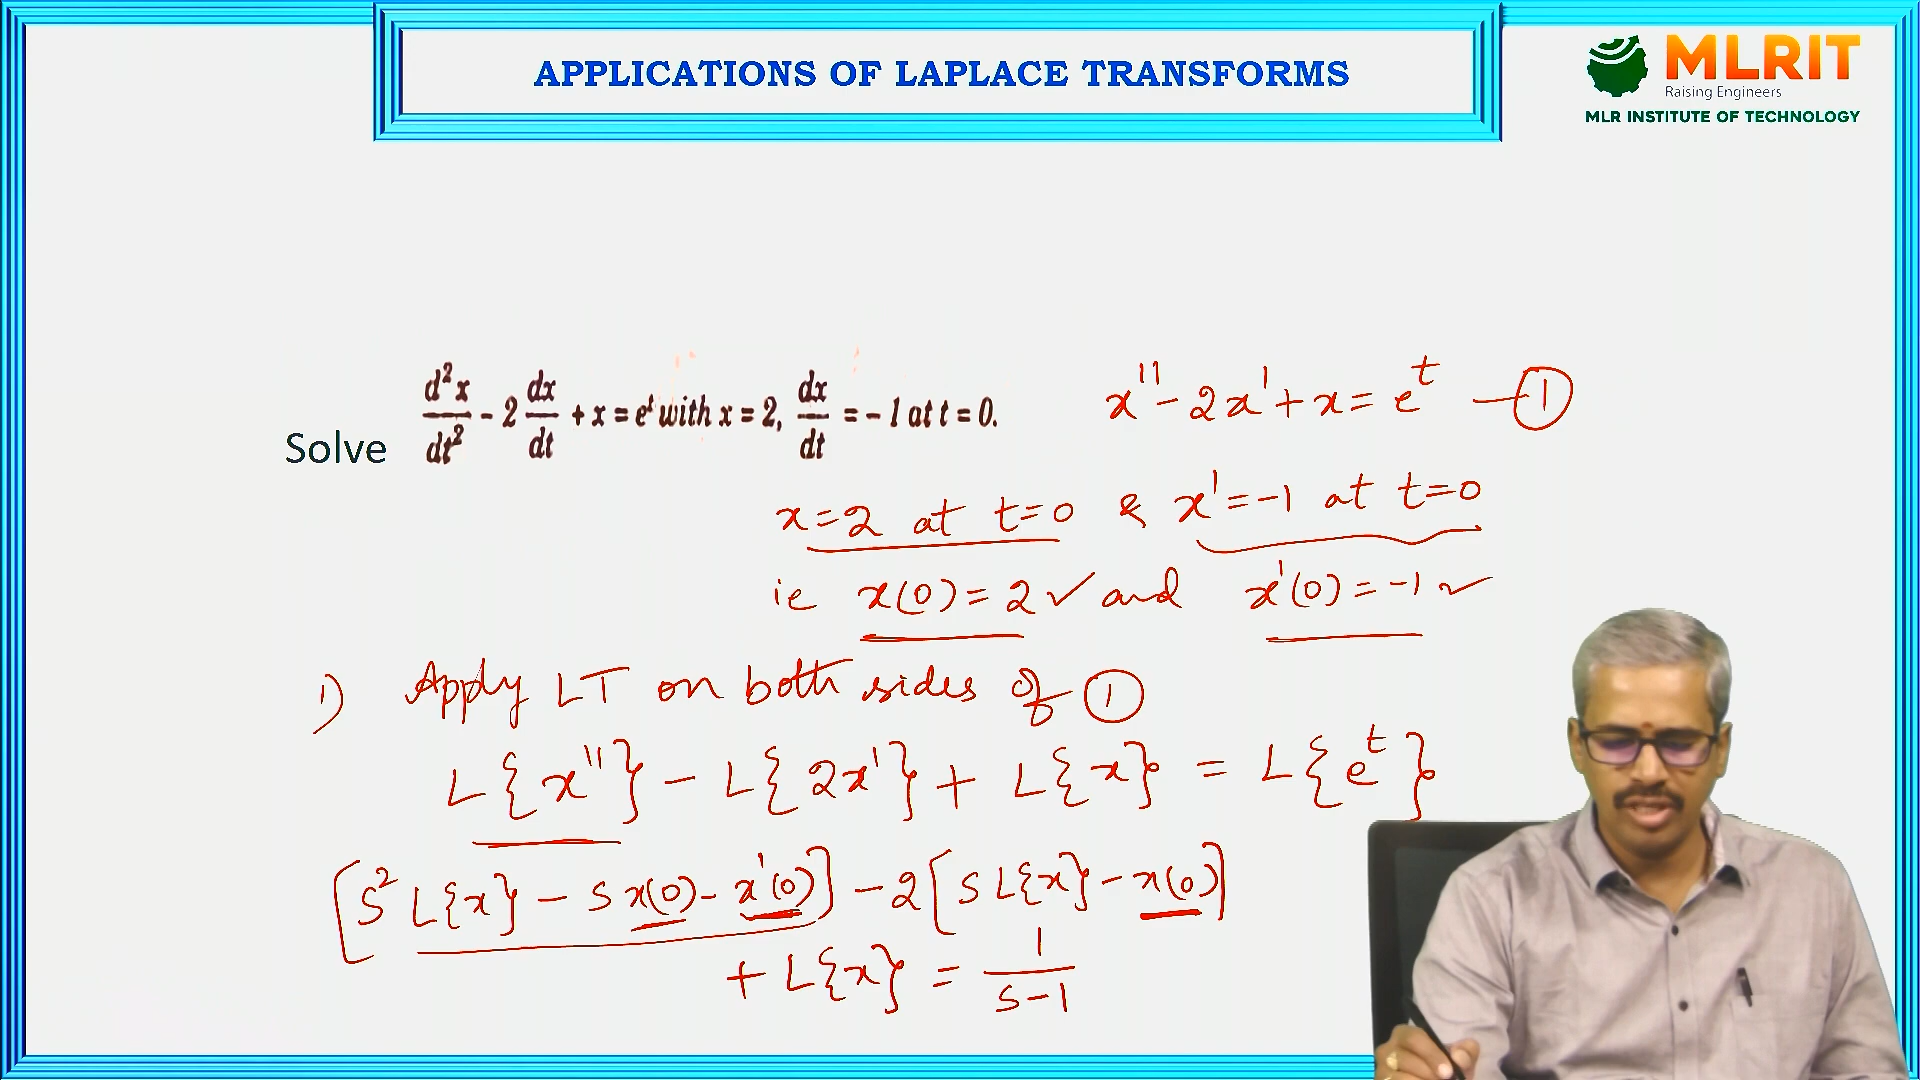 APPLICATIONS OF LAPLACE TRANSFORMS
MLRIT
Raising Engineers
MLR INSTITUTE OF TECHNOLOGY
Solve d²x/dt² - 2 dx/dt + x = eᵗ with x = 2, dx/dt = - 1 at t = 0.
x'' - 2x' + x = eᵗ — ①
x = 2 at t = 0 & x' = -1 at t = 0
ie x(0) = 2 ✓ and x'(0) = -1 ✓
1) Apply LT on both sides of ①
L{x''} - L{2x'} + L{x} = L{eᵗ}
[S² L{x} - S x(0) - x'(0)] - 2[S L{x} - x(0)]
+ L{x} = 1/(S-1)